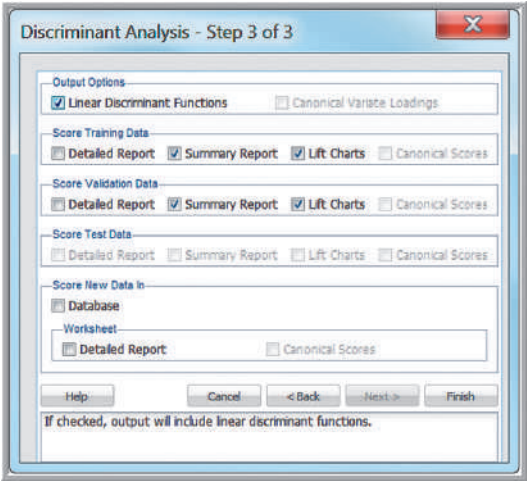 Discriminant Analysis - Step 3 of 3
Output Options
Linear Discriminant Functions Canonical Variate Loadings
Score Training Data
Detailed Report Summary Report Lift Charts Canonical Scores
Score Validation Data
Detailed Report Summary Report Lift Charts Canonical Scores
Score Test Data
Detailed Report Summary Report Lift Charts Canonical Scores
Score New Data In
Database
Worksheet
Detailed Report Canonical Scores
Help Cancel < Back Next > Finish
If checked, output will include linear discriminant functions.